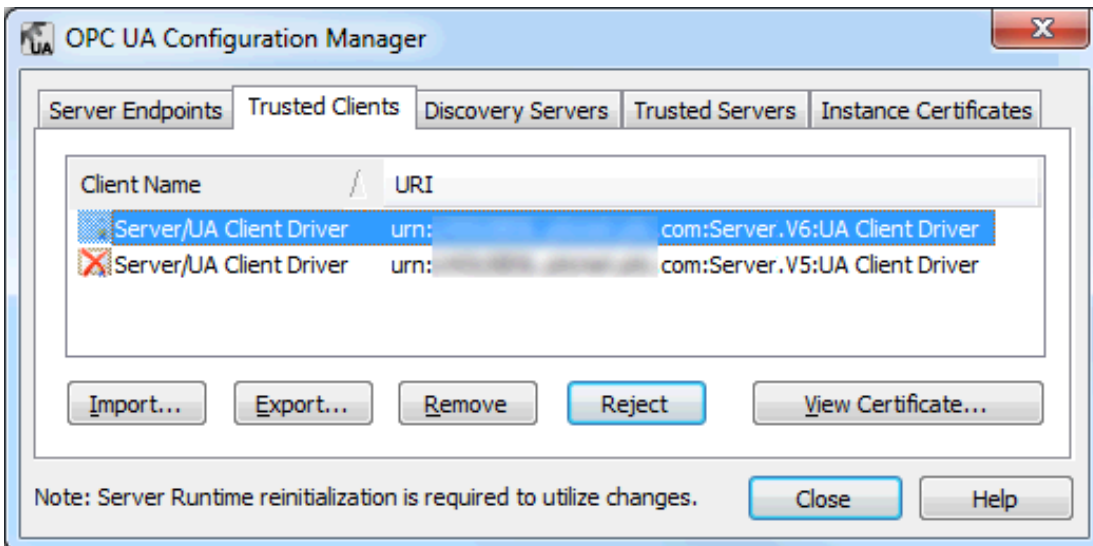 OPC UA Configuration Manager
Server Endpoints Trusted Clients Discovery Servers Trusted Servers Instance Certificates
Client Name URI
Server/UA Client Driver urn: com:Server.V6:UA Client Driver
Server/UA Client Driver urn: com:Server.V5:UA Client Driver
Import... Export... Remove Reject View Certificate...
Note: Server Runtime reinitialization is required to utilize changes. Close Help